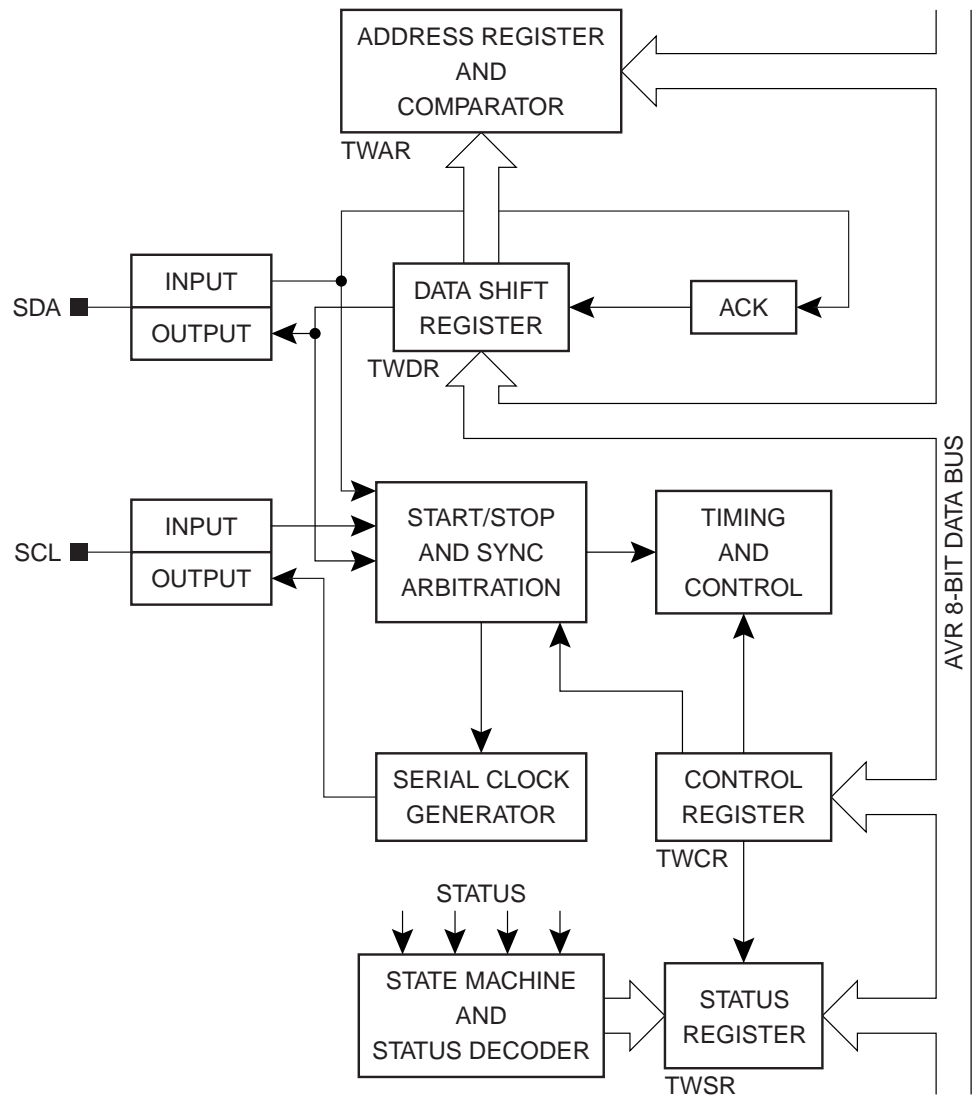 ADDRESS REGISTER
AND
COMPARATOR
TWAR
INPUT
SDA
OUTPUT
DATA SHIFT
REGISTER
TWDR
ACK
INPUT
SCL
OUTPUT
START/STOP
AND SYNC
ARBITRATION
TIMING
AND
CONTROL
AVR 8-BIT DATA BUS
SERIAL CLOCK
GENERATOR
CONTROL
REGISTER
TWCR
STATUS
STATE MACHINE
AND
STATUS DECODER
STATUS
REGISTER
TWSR